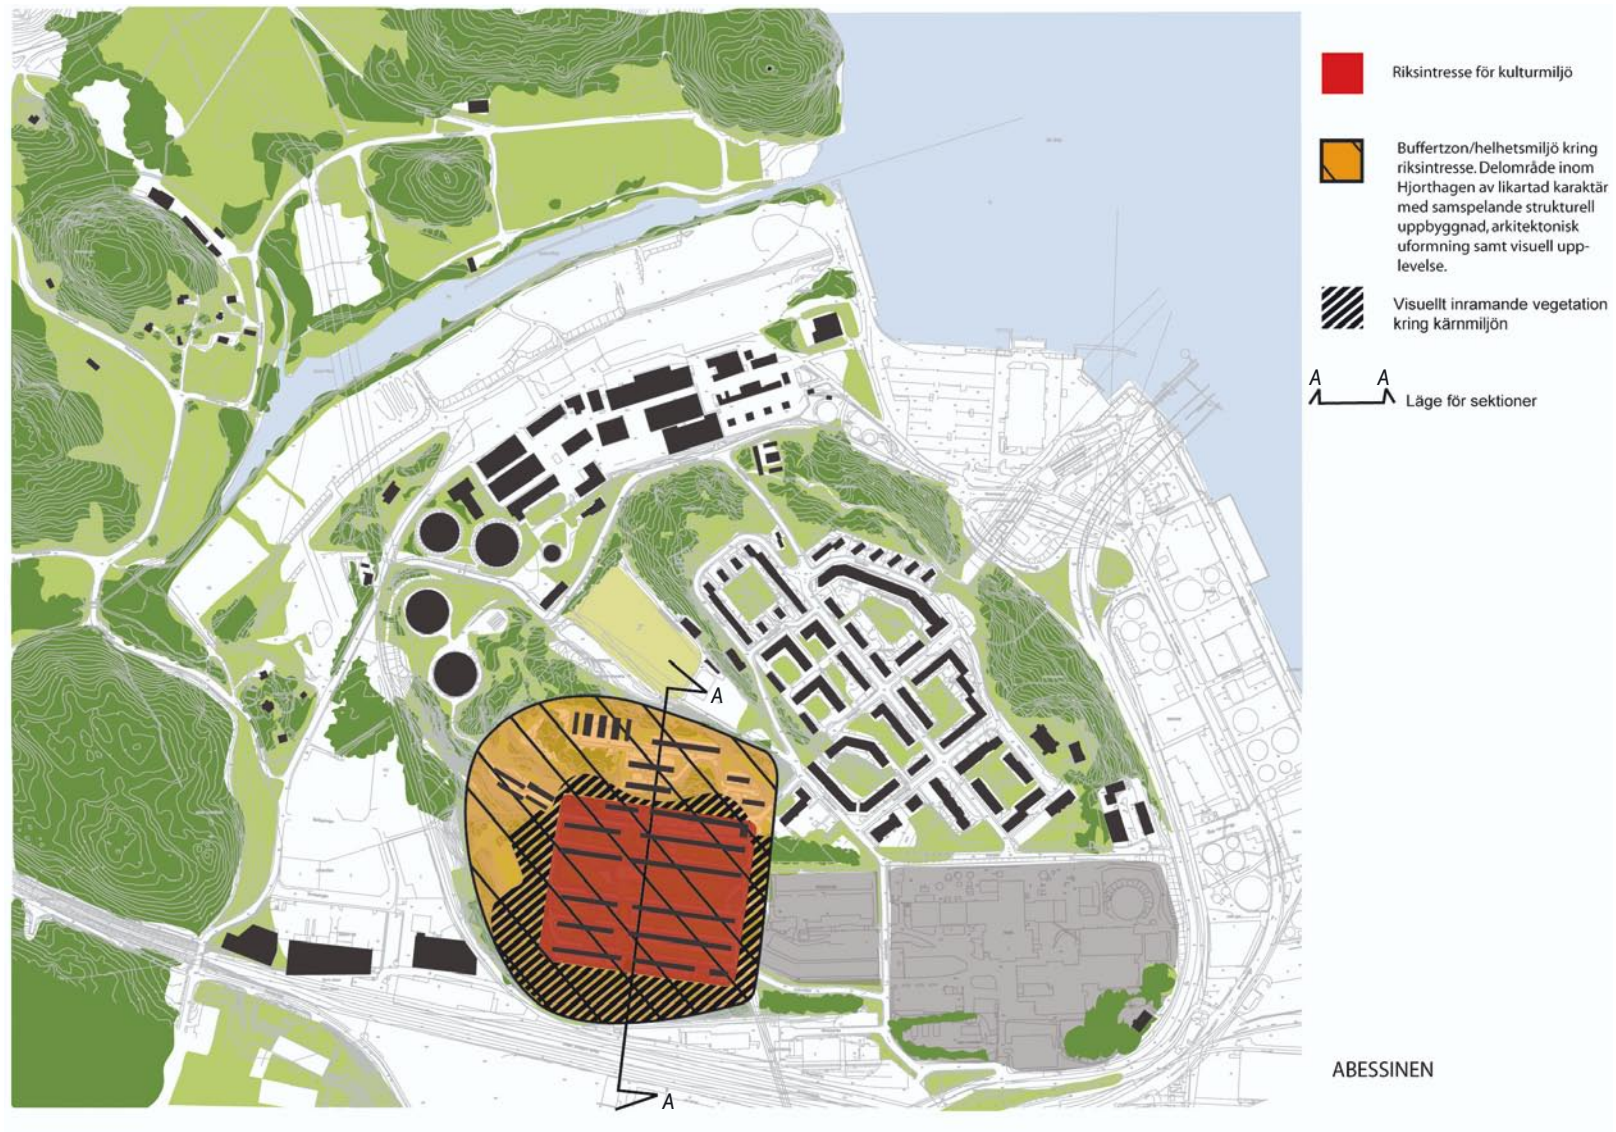 Riksintresse för kulturmiljö
Buffertzon/helhetsmiljö kring
riksintresse. Delområde inom
Hjorthagen av likartad karaktär
med samspelande strukturell
uppbyggnad, arkitektonisk
uformning samt visuell upp-
levelse.
Visuellt inramande vegetation
kring kärnmiljön
A A
Läge för sektioner
A
A
ABESSINEN